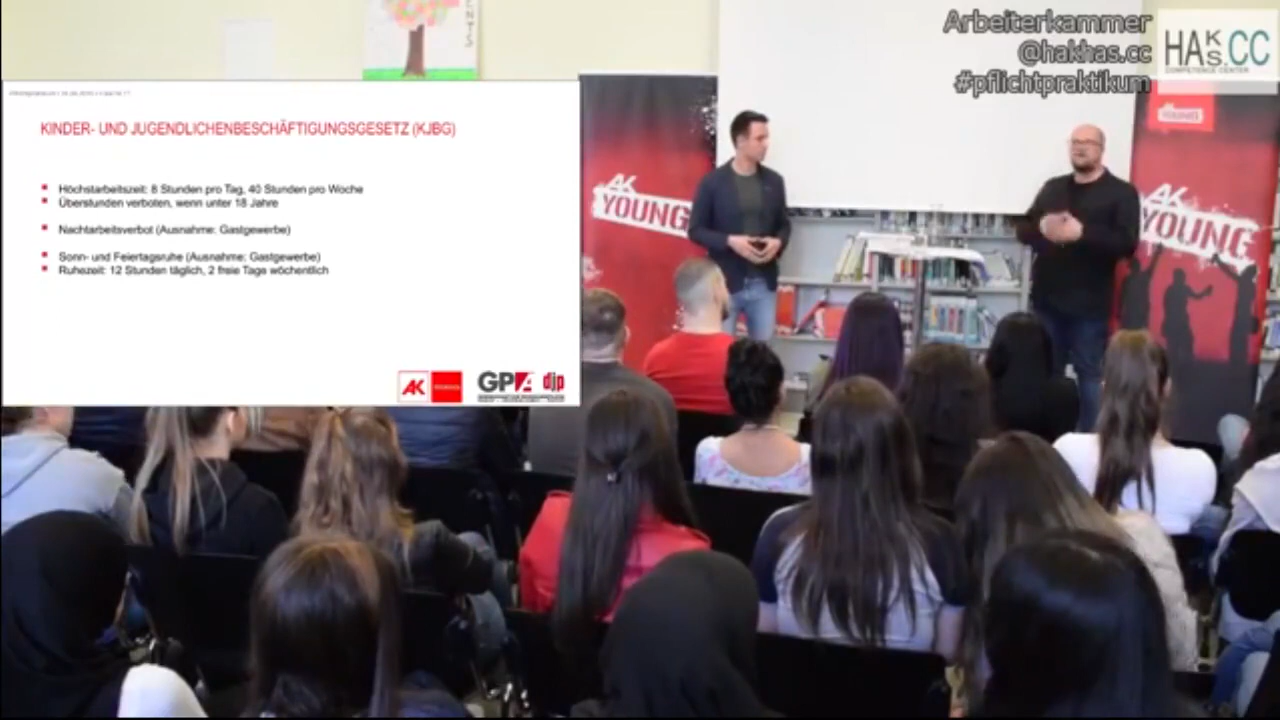 Arbeiterkammer
@hakhas.cc
#pflichtpraktikum
HAK HAS.CC
COMPETENCE CENTER
KINDER- UND JUGENDLICHENBESCHÄFTIGUNGSGESETZ (KJBG)
Höchstarbeitszeit: 8 Stunden pro Tag, 40 Stunden pro Woche
Überstunden verboten, wenn unter 18 Jahre
Nachtarbeitsverbot (Ausnahme: Gastgewerbe)
Sonn- und Feiertagsruhe (Ausnahme: Gastgewerbe)
Ruhezeit: 12 Stunden täglich, 2 freie Tage wöchentlich
AK
GPA djp
AK
YOUNG
YOUNG
AK
YOUNG